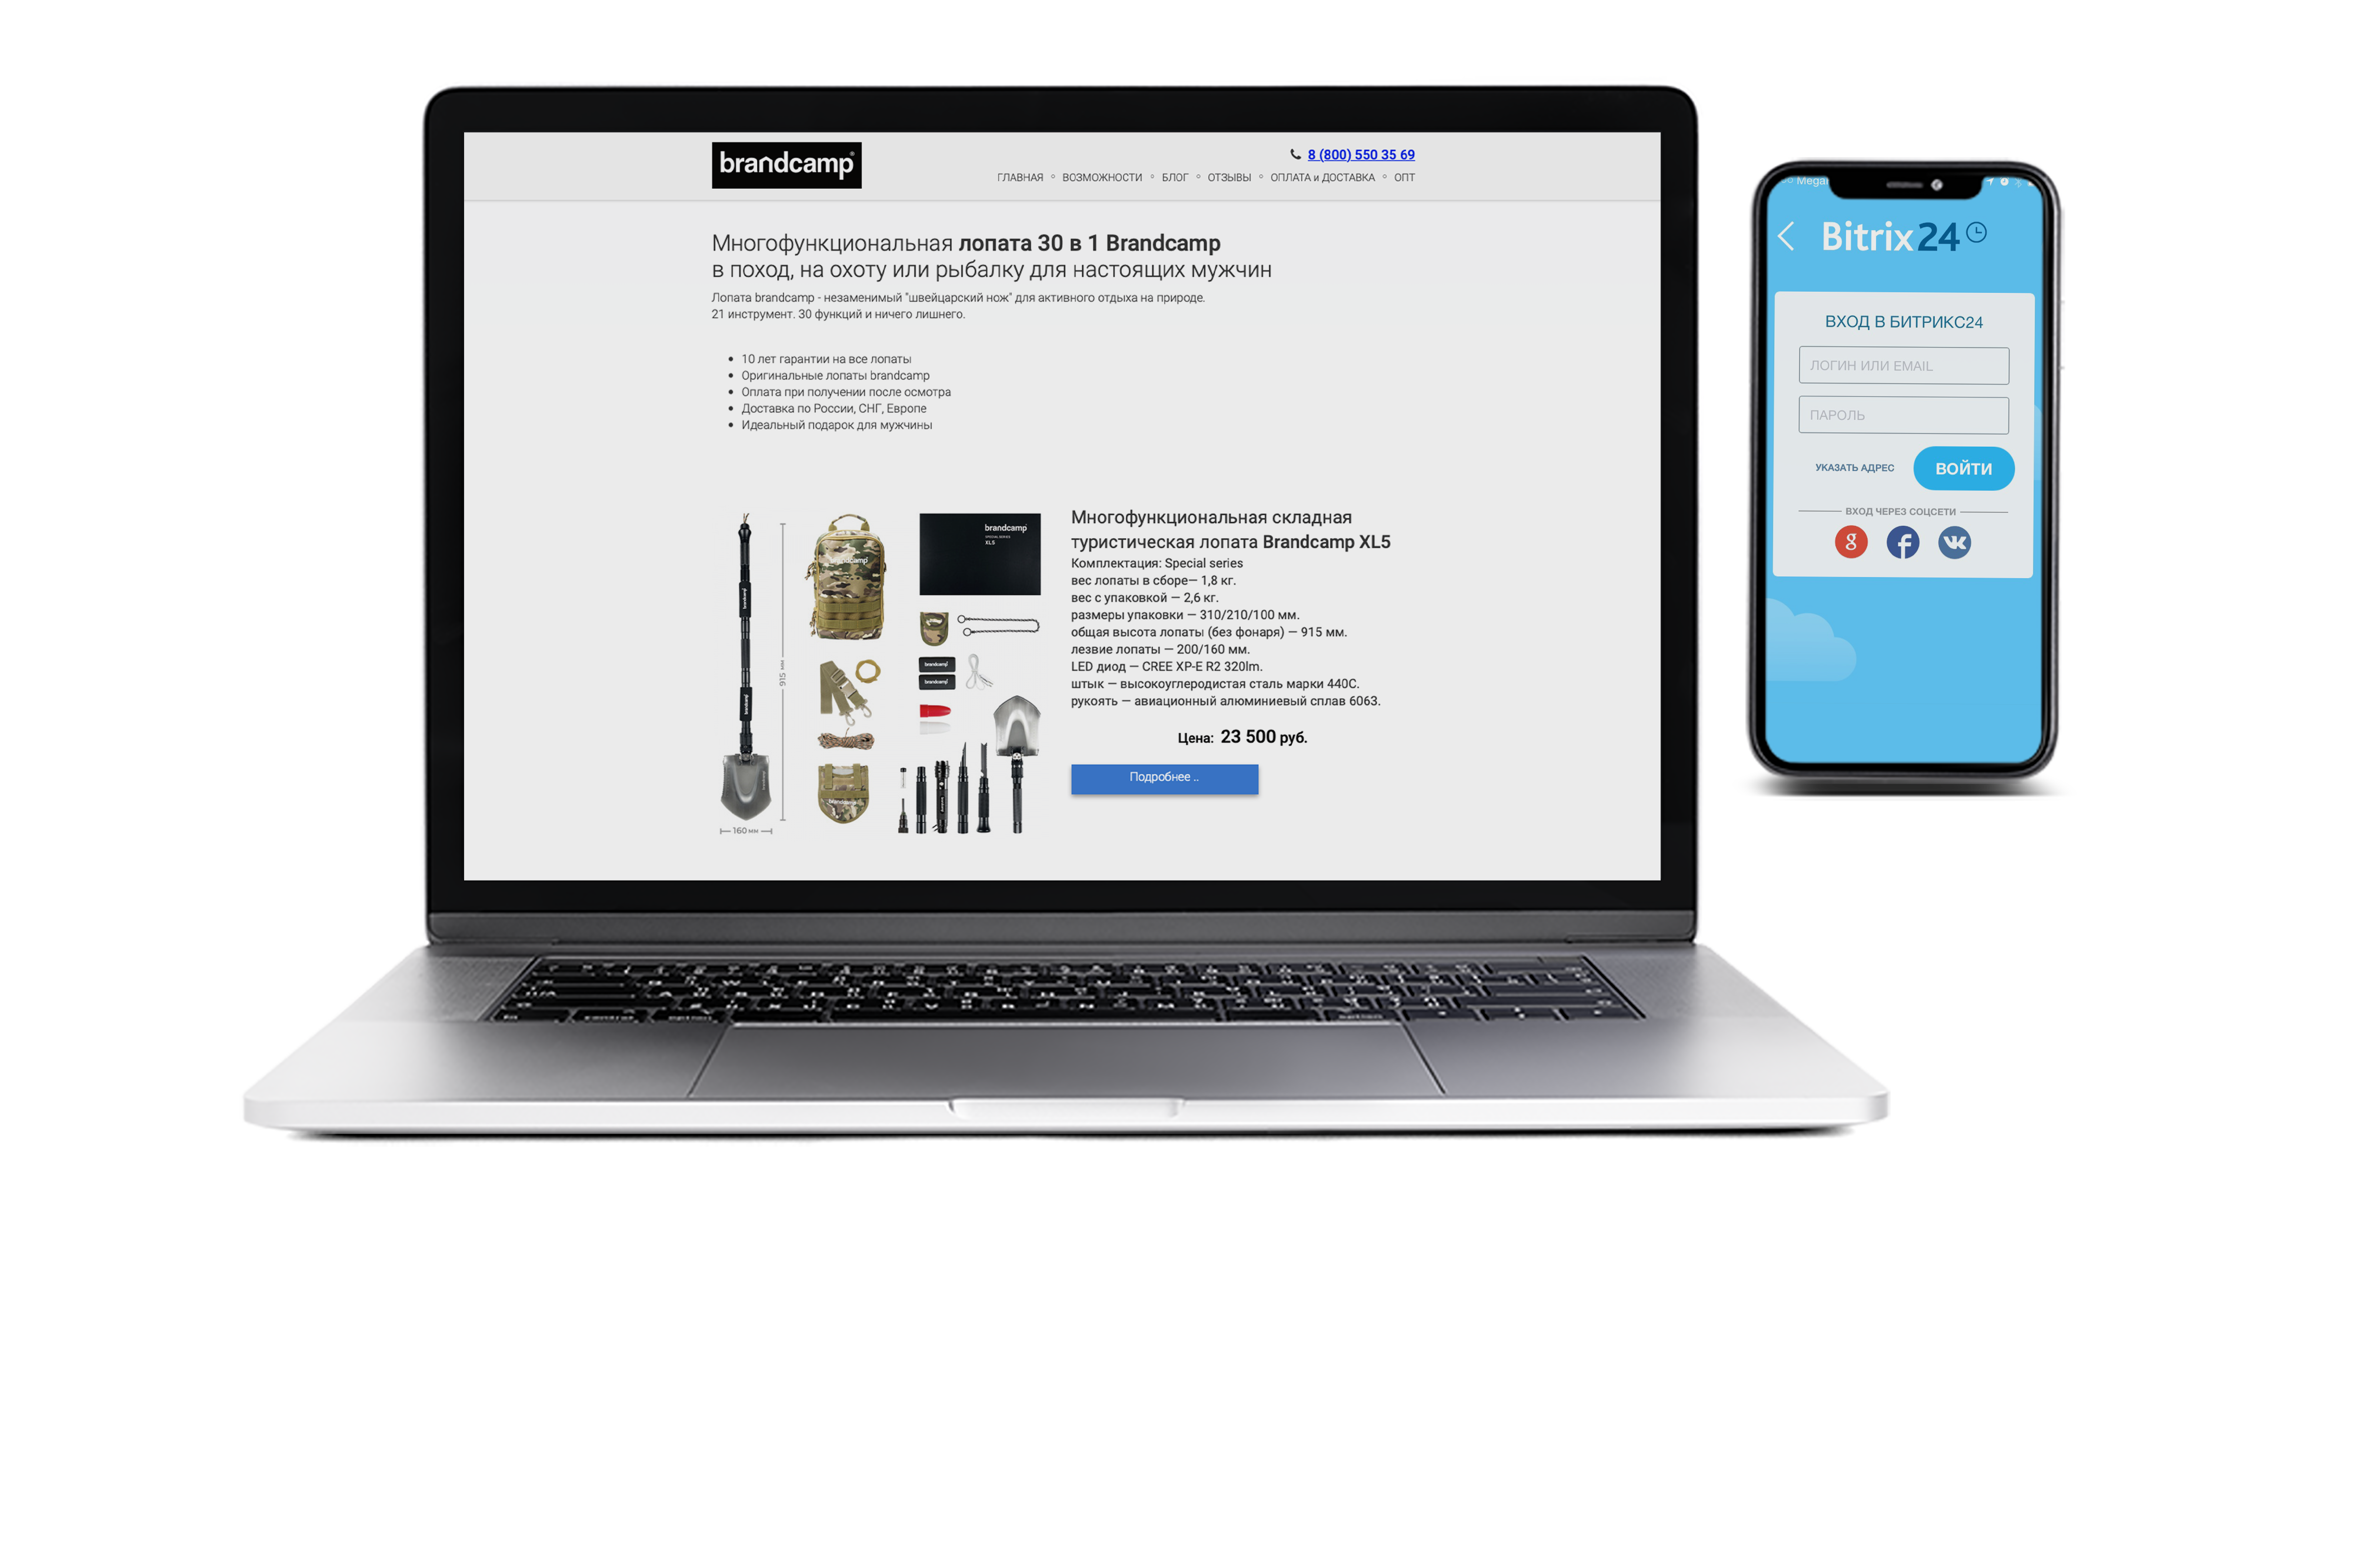 brandcamp®
8 (800) 550 35 69
ГЛАВНАЯ ◦ ВОЗМОЖНОСТИ ◦ БЛОГ ◦ ОТЗЫВЫ ◦ ОПЛАТА и ДОСТАВКА ◦ ОПТ
Многофункциональная лопата 30 в 1 Brandcamp
в поход, на охоту или рыбалку для настоящих мужчин
Лопата brandcamp - незаменимый "швейцарский нож" для активного отдыха на природе.
21 инструмент. 30 функций и ничего лишнего.
• 10 лет гарантии на все лопаты
• Оригинальные лопаты brandcamp
• Оплата при получении после осмотра
• Доставка по России, СНГ, Европе
• Идеальный подарок для мужчины
brandcamp
SPECIAL SERIES
XL5
brandcamp
brandcamp
brandcamp
brandcamp
915 мм
160 мм
Многофункциональная складная
туристическая лопата Brandcamp XL5
Комплектация: Special series
вес лопаты в сборе— 1,8 кг.
вес с упаковкой — 2,6 кг.
размеры упаковки — 310/210/100 мм.
общая высота лопаты (без фонаря) — 915 мм.
лезвие лопаты — 200/160 мм.
LED диод — CREE XP-E R2 320lm.
штык — высокоуглеродистая сталь марки 440С.
рукоять — авиационный алюминиевый сплав 6063.
Цена: 23 500 руб.
Подробнее ..
Bitrix24
ВХОД В БИТРИКС24
ЛОГИН ИЛИ EMAIL
ПАРОЛЬ
УКАЗАТЬ АДРЕС
ВОЙТИ
ВХОД ЧЕРЕЗ СОЦСЕТИ